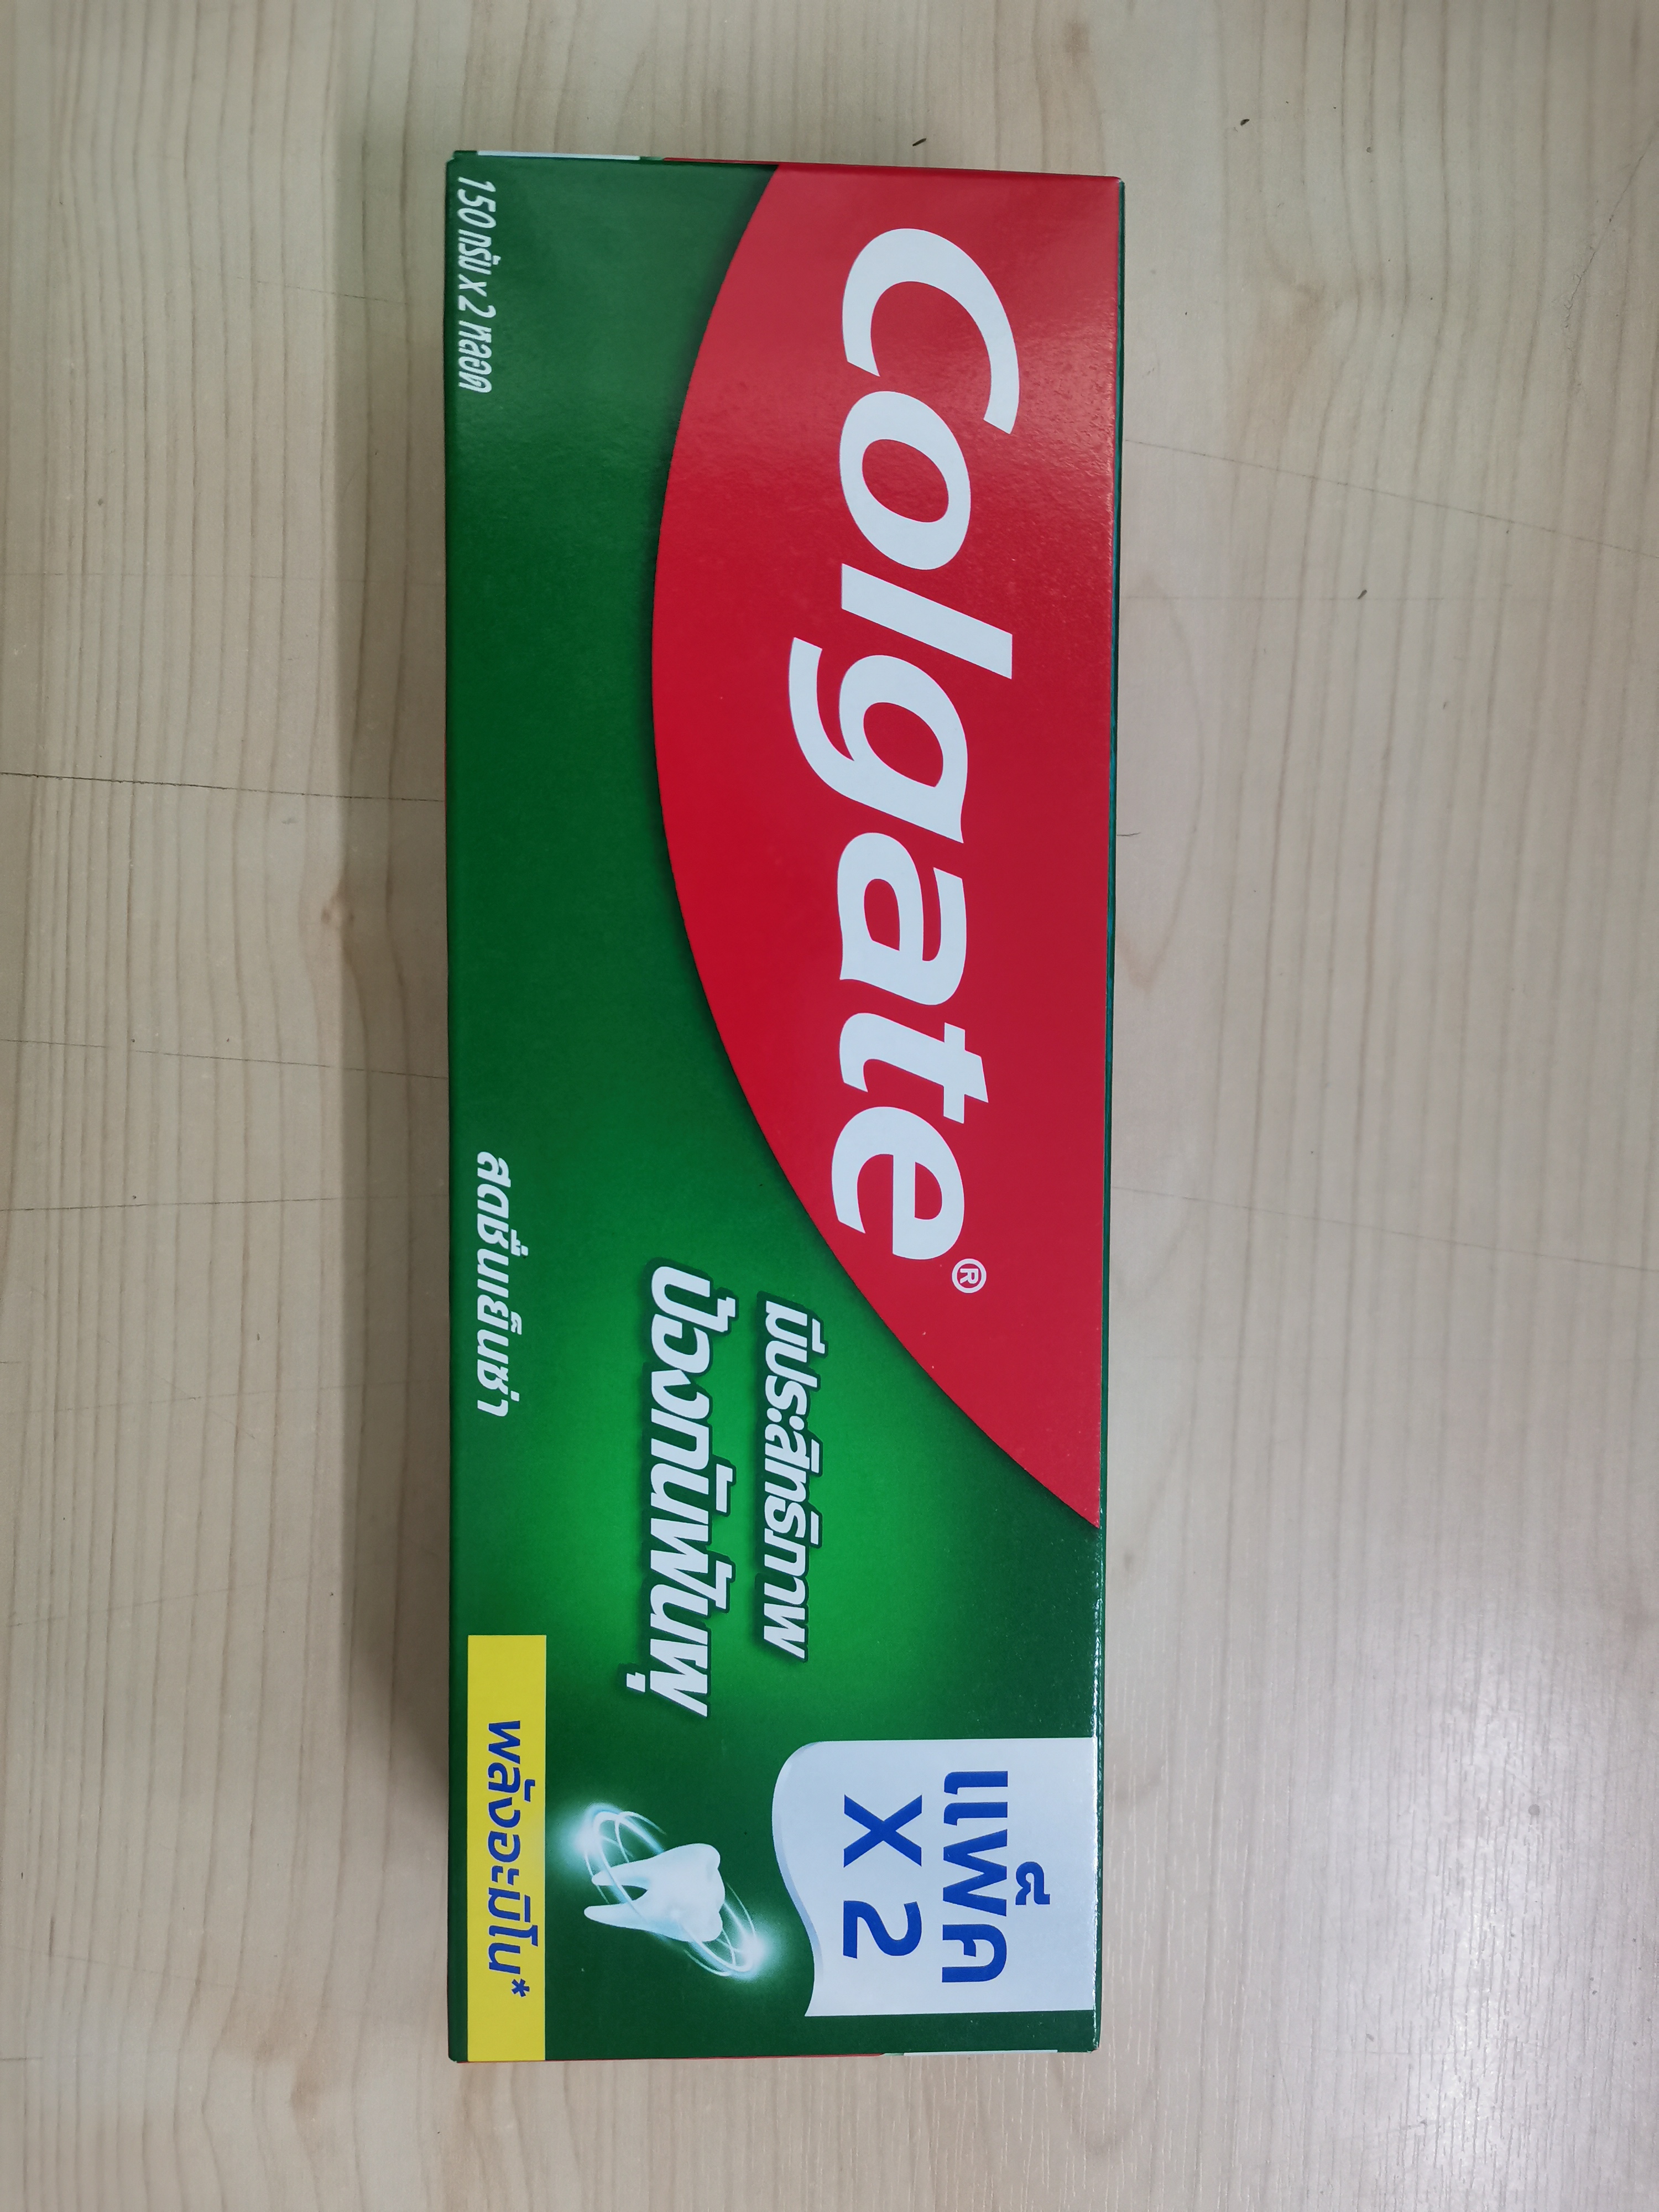 Colgate®
แพ็ค
X 2
มีประสิทธิภาพ
ป้องกันฟันผุ
สดชื่นเย็นซ่า
พลังอะมิโน*
150 กรัม x 2 หลอด